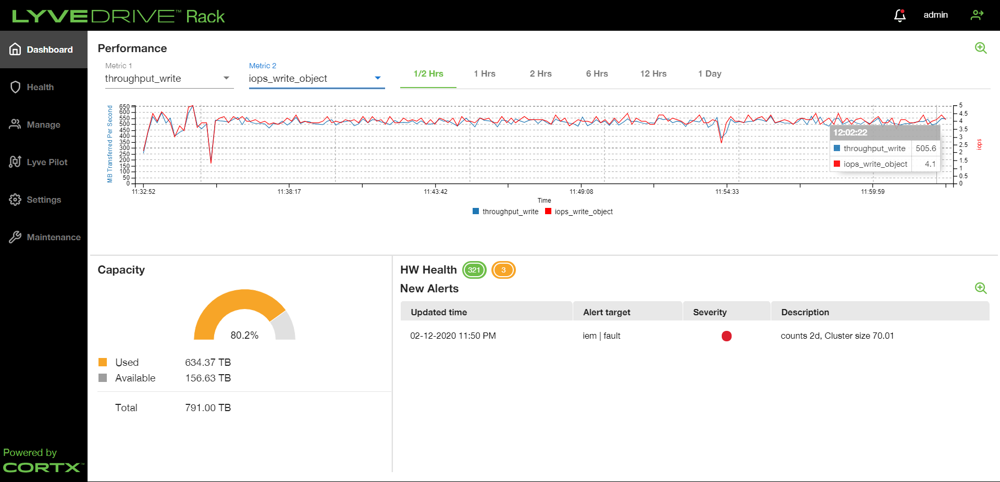 LYVEDRIVE™ Rack
admin
Dashboard
Health
Manage
Lyve Pilot
Settings
Maintenance
Powered by
CORTX™
Performance
Metric 1
throughput_write
Metric 2
iops_write_object
1/2 Hrs
1 Hrs
2 Hrs
6 Hrs
12 Hrs
1 Day
MB Transferred Per Second
650
600
550
500
450
400
350
300
250
200
150
100
50
0
5
4.5
4
3.5
3
2.5
2
1.5
1
0.5
0
iops
12:02:22
throughput_write 505.6
iops_write_object 4.1
11:32:52 11:38:17 11:43:42 11:49:08 11:54:33 11:59:59
Time
throughput_write iops_write_object
Capacity
80.2%
Used 634.37 TB
Available 156.63 TB
Total 791.00 TB
HW Health 321 3
New Alerts
Updated time Alert target Severity Description
02-12-2020 11:50 PM iem | fault counts 2d, Cluster size 70.01